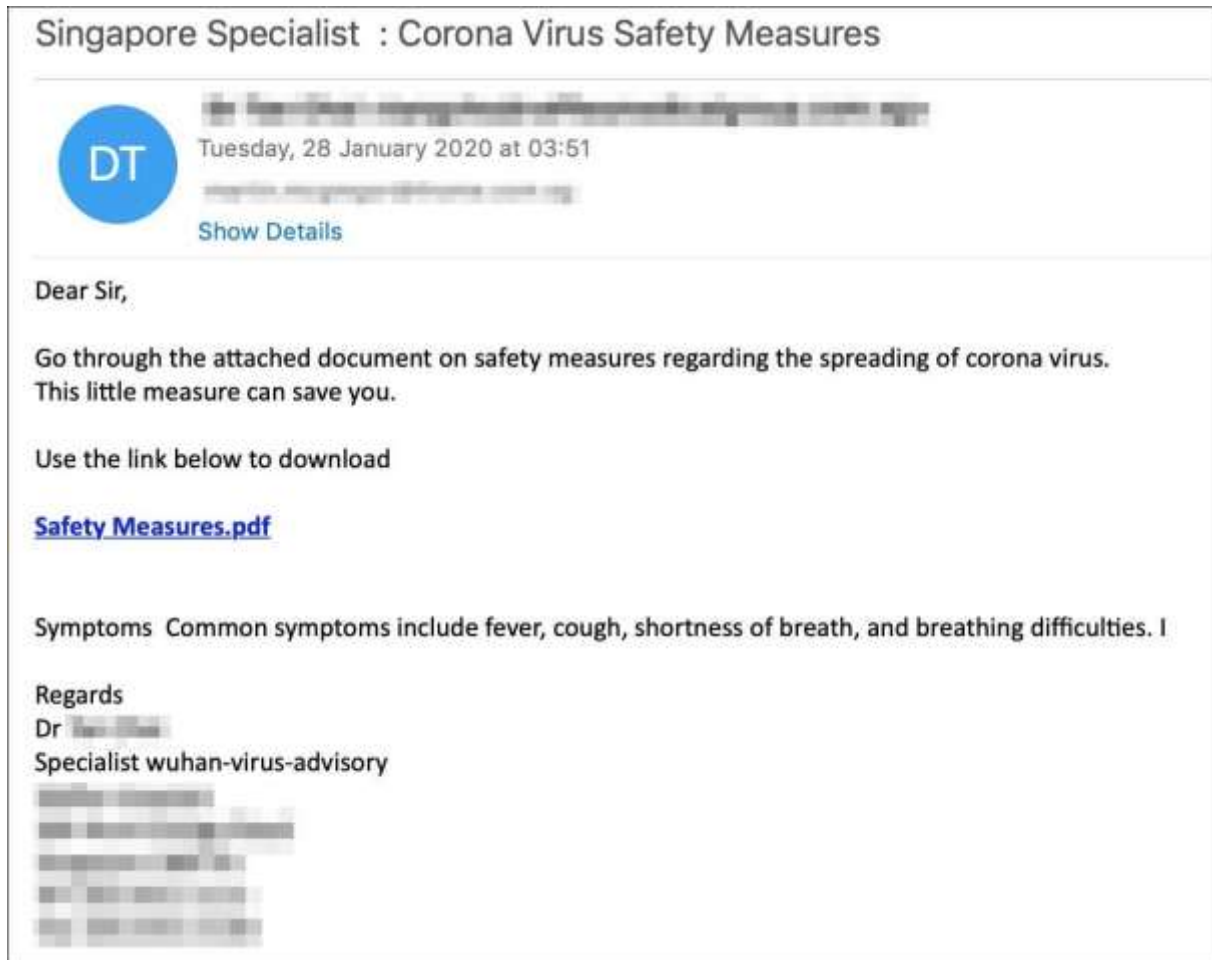 Singapore Specialist : Corona Virus Safety Measures
DT
Tuesday, 28 January 2020 at 03:51
Show Details
Dear Sir,
Go through the attached document on safety measures regarding the spreading of corona virus.
This little measure can save you.
Use the link below to download
Safety Measures.pdf
Symptoms  Common symptoms include fever, cough, shortness of breath, and breathing difficulties. I
Regards
Dr
Specialist wuhan-virus-advisory